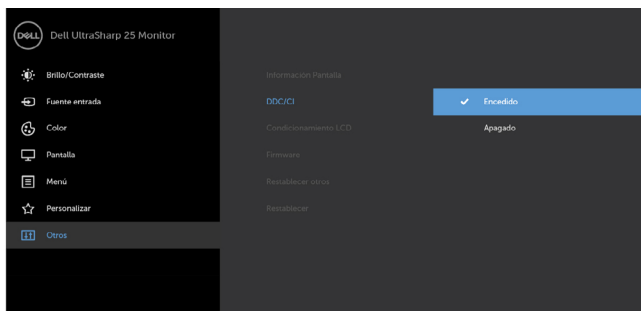 DELL Dell UltraSharp 25 Monitor
Brillo/Contraste
Fuente entrada
Color
Pantalla
Menú
Personalizar
Otros
Información Pantalla
DDC/CI
Condicionamiento LCD
Firmware
Restablecer otros
Restablecer
Encedido
Apagado